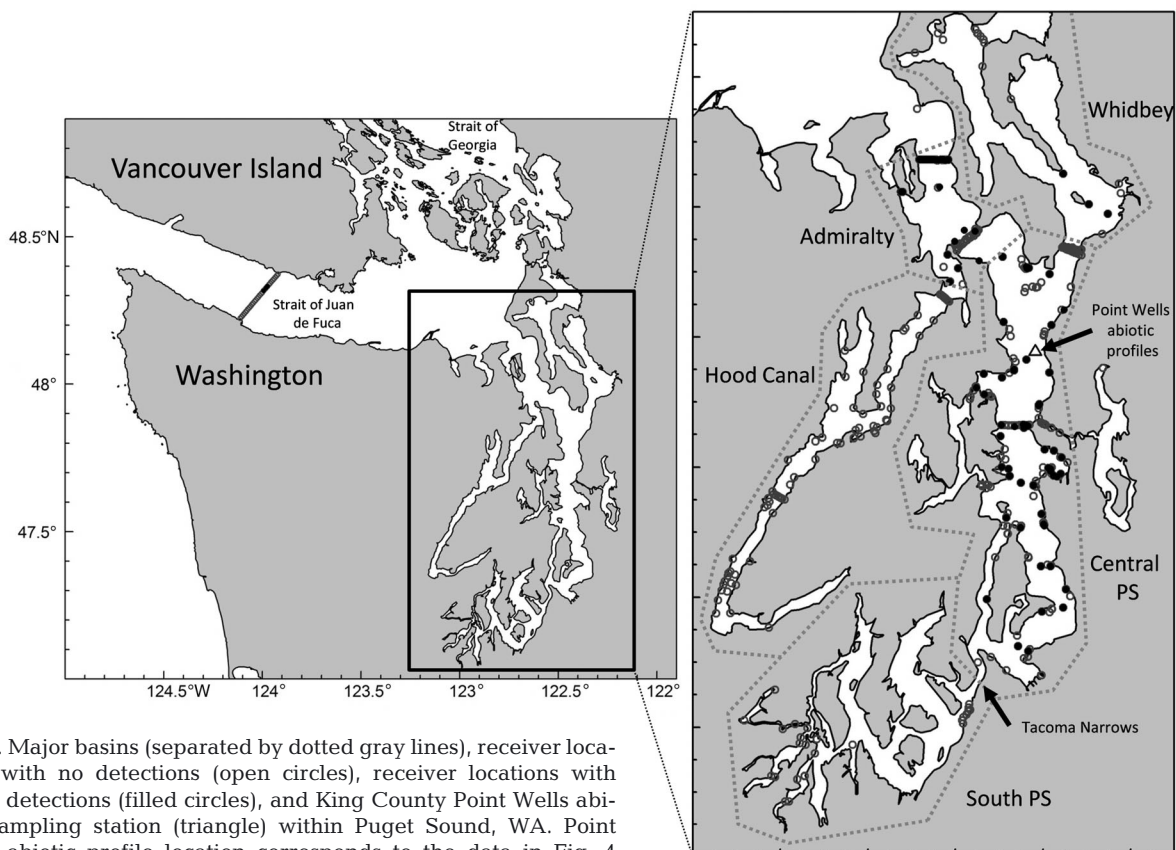 Strait of
Georgia
Vancouver Island
48.5°N
Strait of Juan
de Fuca
Washington
48°
47.5°
124.5°W
124°
123.5°
123°
122.5°
122°
Whidbey
Admiralty
Point Wells
abiotic
profiles
Hood Canal
Central
PS
Tacoma Narrows
South PS
Major basins (separated by dotted gray lines), receiver loca-
with no detections (open circles), receiver locations with
detections (filled circles), and King County Point Wells abi-
ampling station (triangle) within Puget Sound, WA. Point
abiotic profile location corresponds to the data in Fig. 4